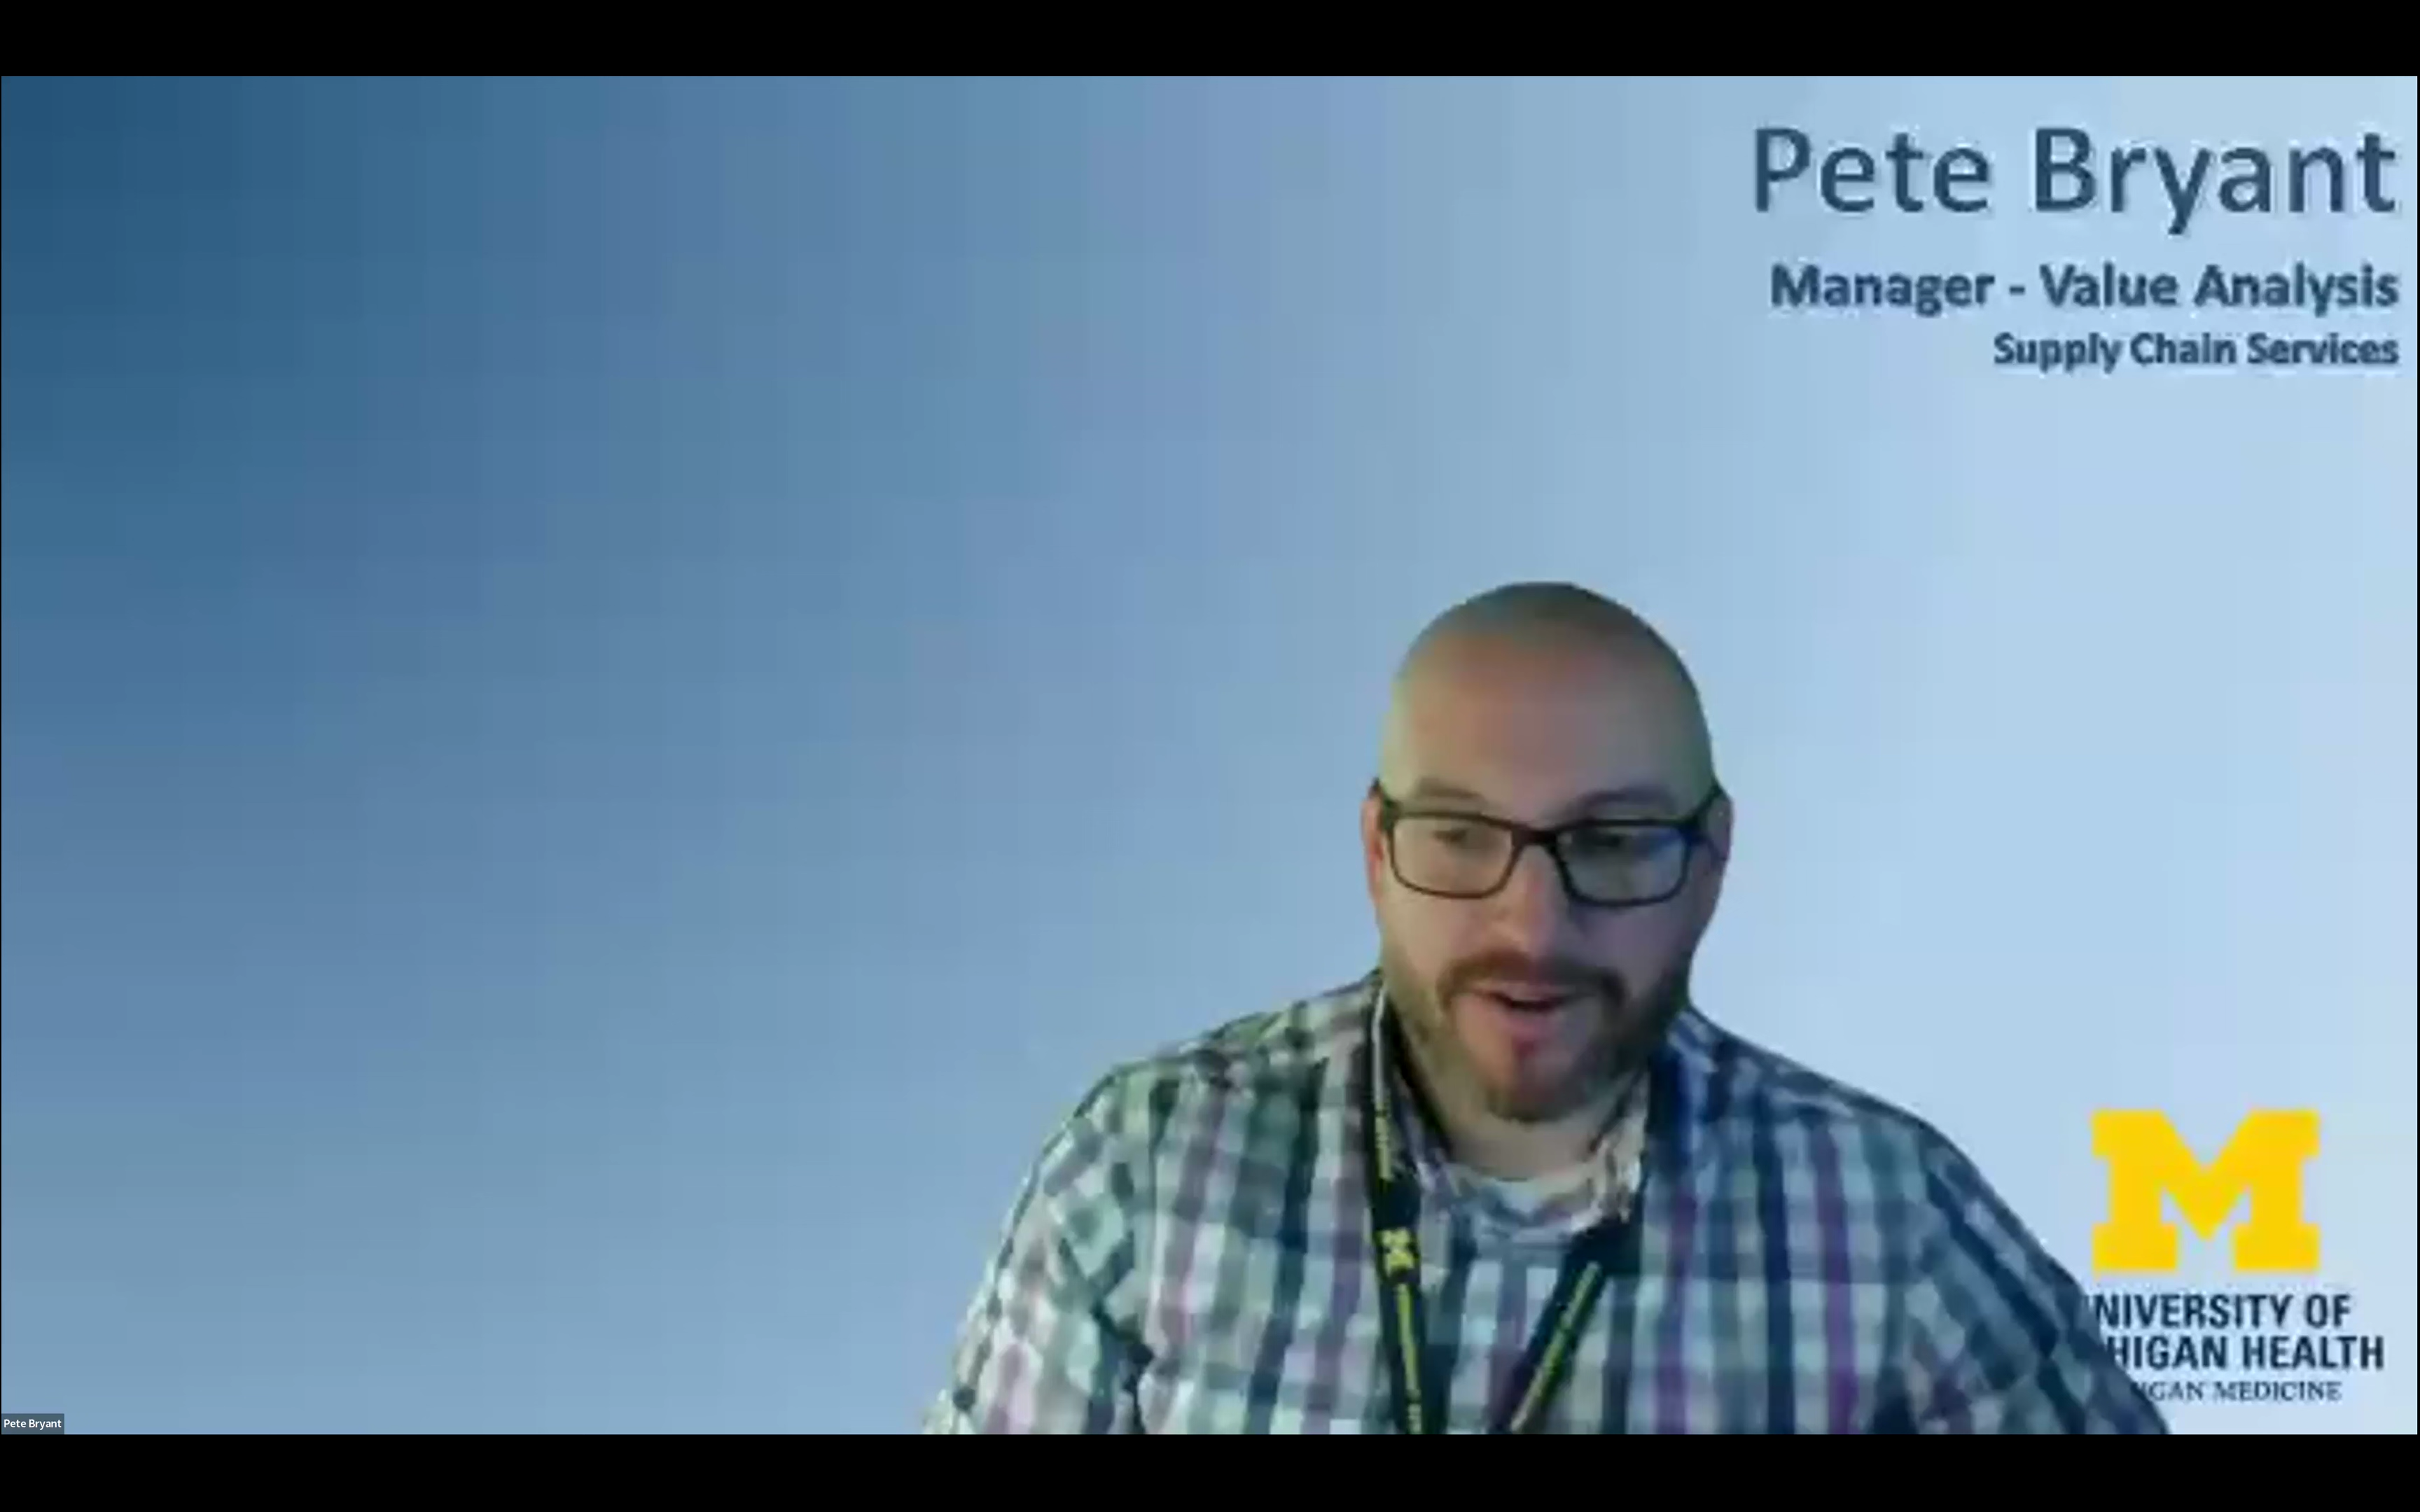 Pete Bryant
Manager - Value Analysis
Supply Chain Services
M
NIVERSITY OF
HIGAN HEALTH
IGAN MEDICINE
Pete Bryant